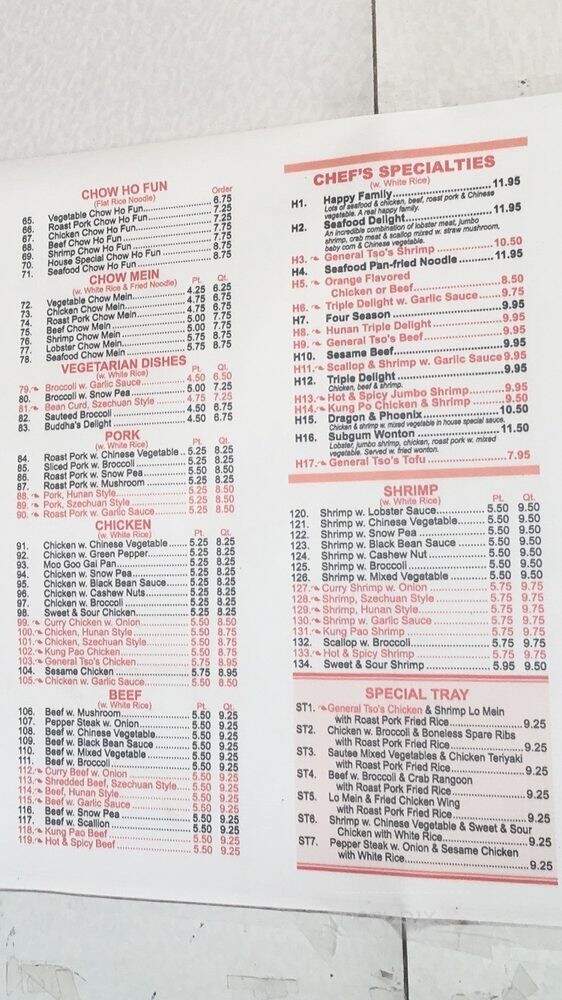 CHOW HO FUN
(Flat Rice Noodle) Order
65. Vegetable Chow Ho Fun 6.75
66. Roast Pork Chow Ho Fun 7.25
67. Chicken Chow Ho Fun 7.25
68. Beef Chow Ho Fun 7.75
69. Shrimp Chow Ho Fun 7.75
70. House Special Chow Ho Fun 8.75
71. Seafood Chow Ho Fun 8.75
CHOW MEIN
(w. White Rice & Fried Noodle) Pt. Qt.
72. Vegetable Chow Mein 4.25 6.25
73. Chicken Chow Mein 4.75 6.75
74. Roast Pork Chow Mein 4.75 6.75
75. Beef Chow Mein 5.00 7.75
76. Shrimp Chow Mein 5.00 7.75
77. Lobster Chow Mein 5.75 8.75
78. Seafood Chow Mein 5.75 8.75
VEGETARIAN DISHES
(w. White Rice) Pt. Qt.
79. Broccoli w. Garlic Sauce 4.50 6.50
80. Broccoli w. Snow Pea 5.00 7.25
81. Bean Curd, Szechuan Style 4.75 7.25
82. Sauteed Broccoli 4.50 6.75
83. Buddha's Delight 4.50 6.75
PORK
(w. White Rice) Pt. Qt.
84. Roast Pork w. Chinese Vegetable 5.25 8.25
85. Sliced Pork w. Broccoli 5.25 8.25
86. Roast Pork w. Snow Pea 5.50 8.50
87. Roast Pork w. Mushroom 5.25 8.25
88. Pork, Hunan Style 5.25 8.50
89. Pork, Szechuan Style 5.25 8.50
90. Roast Pork w. Garlic Sauce 5.25 8.50
CHICKEN
(w. White Rice) Pt. Qt.
91. Chicken w. Chinese Vegetable 5.25 8.25
92. Chicken w. Green Pepper 5.25 8.25
93. Moo Goo Gai Pan 5.25 8.25
94. Chicken w. Snow Pea 5.25 8.25
95. Chicken w. Black Bean Sauce 5.25 8.25
96. Chicken w. Cashew Nuts 5.25 8.25
97. Chicken w. Broccoli 5.25 8.25
98. Sweet & Sour Chicken 5.25 8.25
99. Curry Chicken w. Onion 5.50 8.50
100. Chicken, Hunan Style 5.50 8.75
101. Chicken, Szechuan Style 5.50 8.75
102. Kung Pao Chicken 5.50 8.75
103. General Tso's Chicken 5.75 8.95
104. Sesame Chicken 5.75 8.95
105. Chicken w. Garlic Sauce 5.50 8.50
BEEF
(w. White Rice) Pt. Qt.
106. Beef w. Mushroom 5.50 9.25
107. Pepper Steak w. Onion 5.50 9.25
108. Beef w. Chinese Vegetable 5.50 9.25
109. Beef w. Black Bean Sauce 5.50 9.25
110. Beef w. Mixed Vegetable 5.50 9.25
111. Beef w. Broccoli 5.50 9.25
112. Curry Beef w. Onion 5.50 9.25
113. Shredded Beef, Szechuan Style 5.50 9.25
114. Beef, Hunan Style 5.50 9.25
115. Beef w. Garlic Sauce 5.50 9.25
116. Beef w. Snow Pea 5.50 9.25
117. Beef w. Scallion 5.50 9.25
118. Kung Pao Beef 5.50 9.25
119. Hot & Spicy Beef 5.50 9.25
CHEF'S SPECIALTIES
(w. White Rice)
H1. Happy Family 11.95
Lots of seafood & chicken, beef, roast pork & Chinese
vegetable. A real happy family.
H2. Seafood Delight 11.95
An incredible combination of lobster meat, jumbo
shrimp, crab meat & scallop mixed w. straw mushroom,
baby corn & Chinese vegetable.
H3. General Tso's Shrimp 10.50
H4. Seafood Pan-fried Noodle 11.95
H5. Orange Flavored
Chicken or Beef 8.50
H6. Triple Delight w. Garlic Sauce 9.75
H7. Four Season 9.95
H8. Hunan Triple Delight 9.95
H9. General Tso's Beef 9.95
H10. Sesame Beef 9.95
H11. Scallop & Shrimp w. Garlic Sauce 9.95
H12. Triple Delight 9.95
Chicken, beef & shrimp.
H13. Hot & Spicy Jumbo Shrimp 9.95
H14. Kung Po Chicken & Shrimp 9.50
H15. Dragon & Phoenix 10.50
Chicken & shrimp w. mixed vegetable in house special sauce.
H16. Subgum Wonton 11.50
Lobster, jumbo shrimp, chicken, roast pork w. mixed
vegetable. Served w. fried wonton.
H17. General Tso's Tofu 7.95
SHRIMP
(w. White Rice) Pt. Qt.
120. Shrimp w. Lobster Sauce 5.50 9.50
121. Shrimp w. Chinese Vegetable 5.50 9.50
122. Shrimp w. Snow Pea 5.50 9.50
123. Shrimp w. Black Bean Sauce 5.50 9.50
124. Shrimp w. Cashew Nut 5.50 9.50
125. Shrimp w. Broccoli 5.50 9.50
126. Shrimp w. Mixed Vegetable 5.50 9.50
127. Curry Shrimp w. Onion 5.75 9.75
128. Shrimp, Szechuan Style 5.75 9.75
129. Shrimp, Hunan Style 5.75 9.75
130. Shrimp w. Garlic Sauce 5.75 9.75
131. Kung Pao Shrimp 5.75 9.75
132. Scallop w. Broccoli 5.75 9.75
133. Hot & Spicy Shrimp 5.75 9.75
134. Sweet & Sour Shrimp 5.95 9.50
SPECIAL TRAY
ST1. General Tso's Chicken & Shrimp Lo Mein
with Roast Pork Fried Rice 9.25
ST2. Chicken w. Broccoli & Boneless Spare Ribs
with Roast Pork Fried Rice 9.25
ST3. Sautee Mixed Vegetables & Chicken Teriyaki
with Roast Pork Fried Rice 9.25
ST4. Beef w. Broccoli & Crab Rangoon
with Roast Pork Fried Rice 9.25
ST5. Lo Mein & Fried Chicken Wing
with Roast Pork Fried Rice 9.25
ST6. Shrimp w. Chinese Vegetable & Sweet & Sour
Chicken with White Rice 9.25
ST7. Pepper Steak w. Onion & Sesame Chicken
with White Rice 9.25